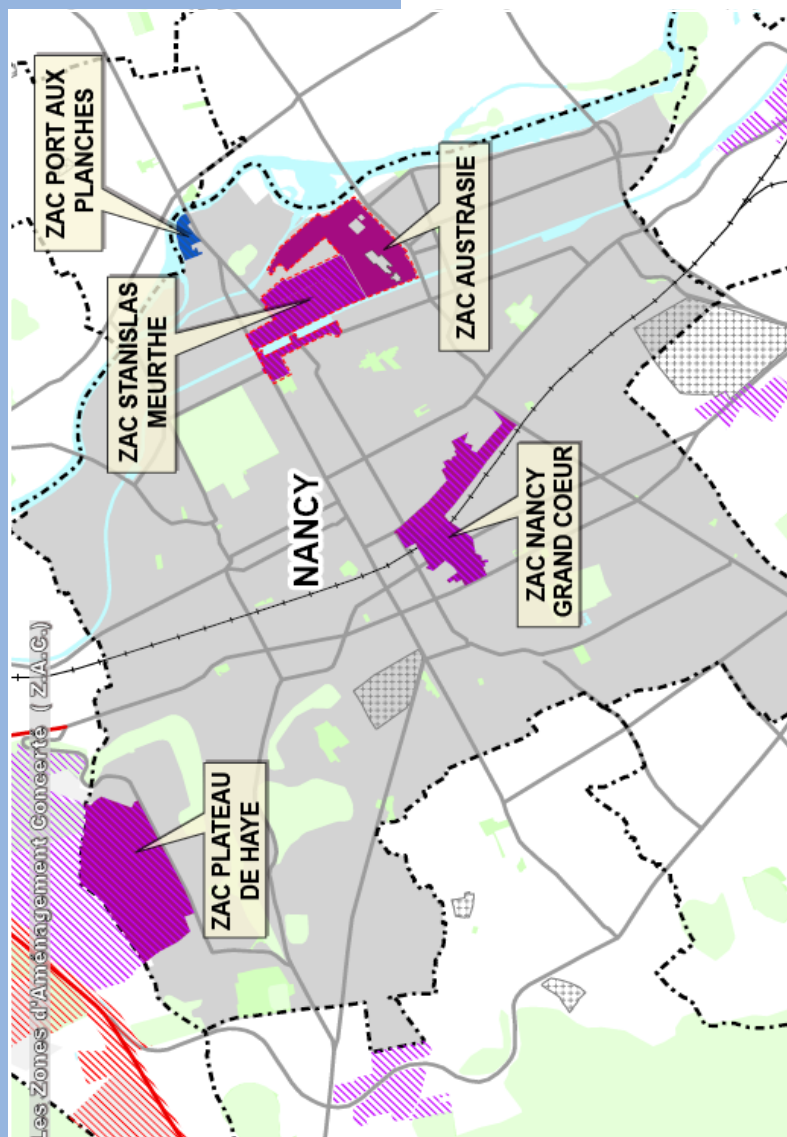 Les Zones d'Aménagement Concerté ( Z.A.C.)
ZAC PLATEAU
DE HAYE
NANCY
ZAC STANISLAS
MEURTHE
ZAC PORT AUX
PLANCHES
ZAC NANCY
GRAND COEUR
ZAC AUSTRASIE